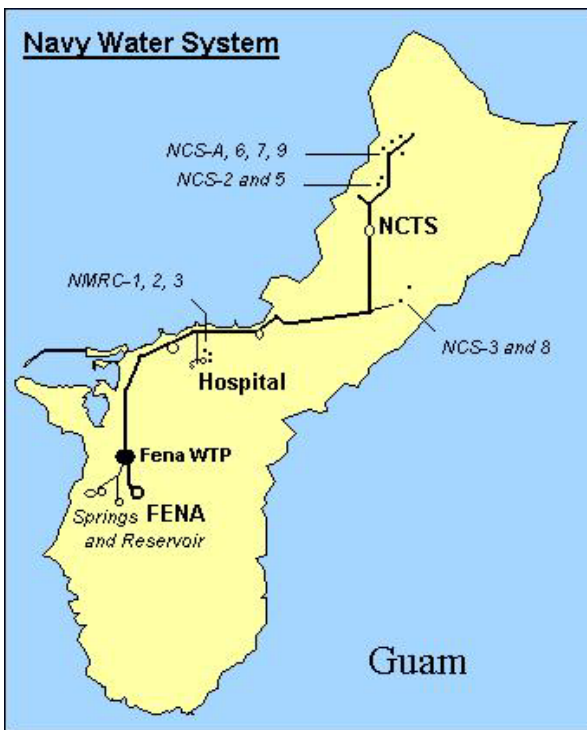 Navy Water System
NCS-A, 6, 7, 9
NCS-2 and 5
NCTS
NMRC-1, 2, 3
NCS-3 and 8
Hospital
Fena WTP
Springs FENA
and Reservoir
Guam